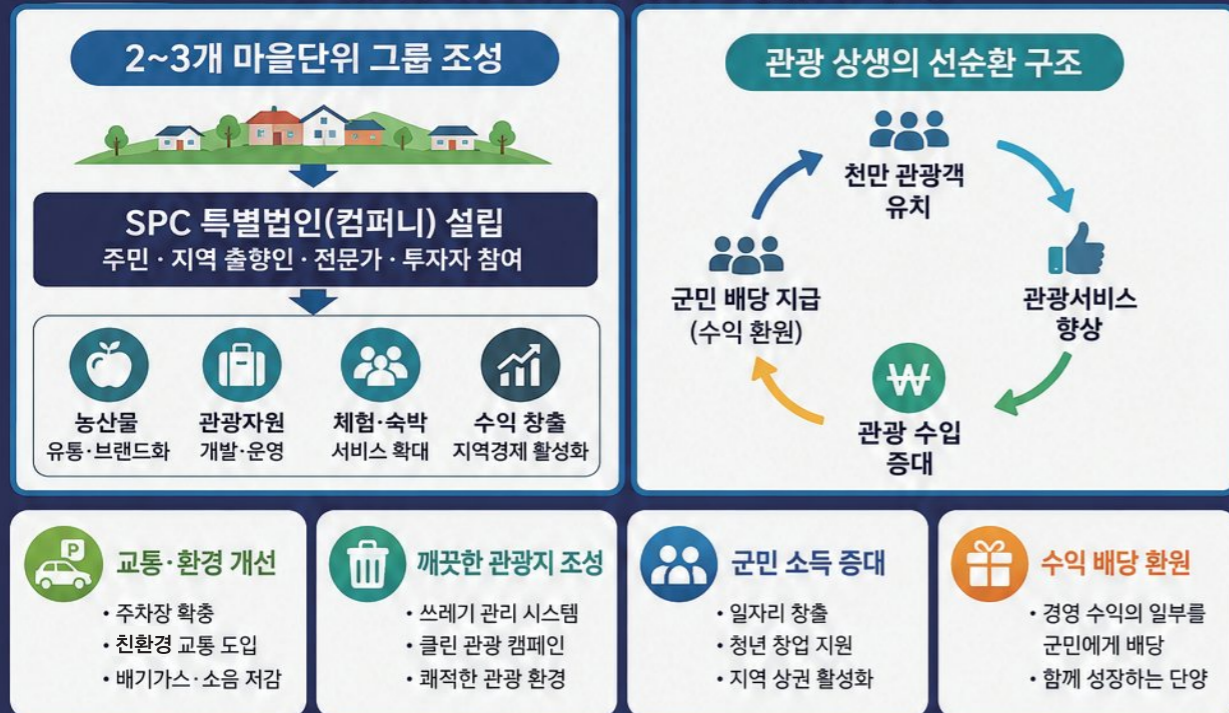 2~3개 마을단위 그룹 조성
SPC 특별법인(컴퍼니) 설립
주민·지역 출향인·전문가·투자자 참여
농산물
유통·브랜드화
관광자원
개발·운영
체험·숙박
서비스 확대
수익 창출
지역경제 활성화
관광 상생의 선순환 구조
천만 관광객
유치
관광서비스
향상
₩
관광 수입
증대
군민 배당 지급
(수익 환원)
P
교통·환경 개선
• 주차장 확충
• 친환경 교통 도입
• 배기가스·소음 저감
깨끗한 관광지 조성
• 쓰레기 관리 시스템
• 클린 관광 캠페인
• 쾌적한 관광 환경
군민 소득 증대
• 일자리 창출
• 청년 창업 지원
• 지역 상권 활성화
수익 배당 환원
• 경영 수익의 일부를
군민에게 배당
• 함께 성장하는 단양